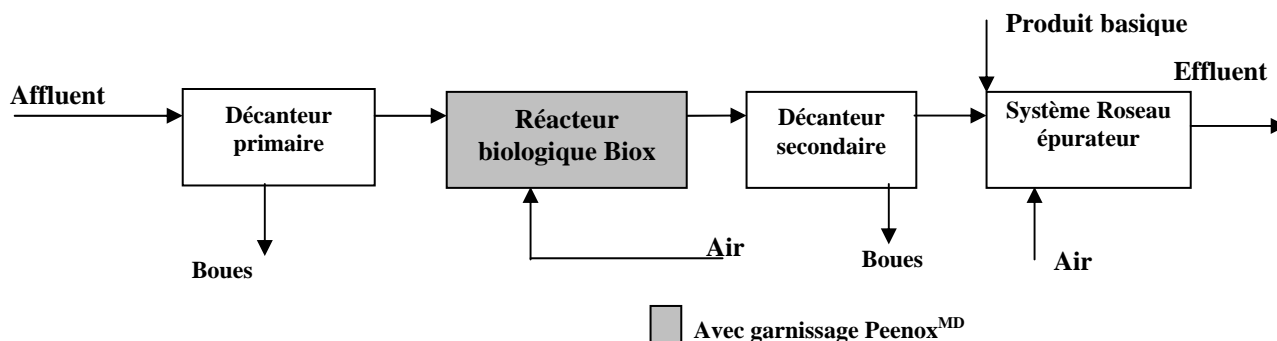 Produit basique
Affluent
Décanteur
primaire
Réacteur
biologique Biox
Décanteur
secondaire
Système Roseau
épurateur
Effluent
Boues
Air
Boues
Air
Avec garnissage Peenox^MD